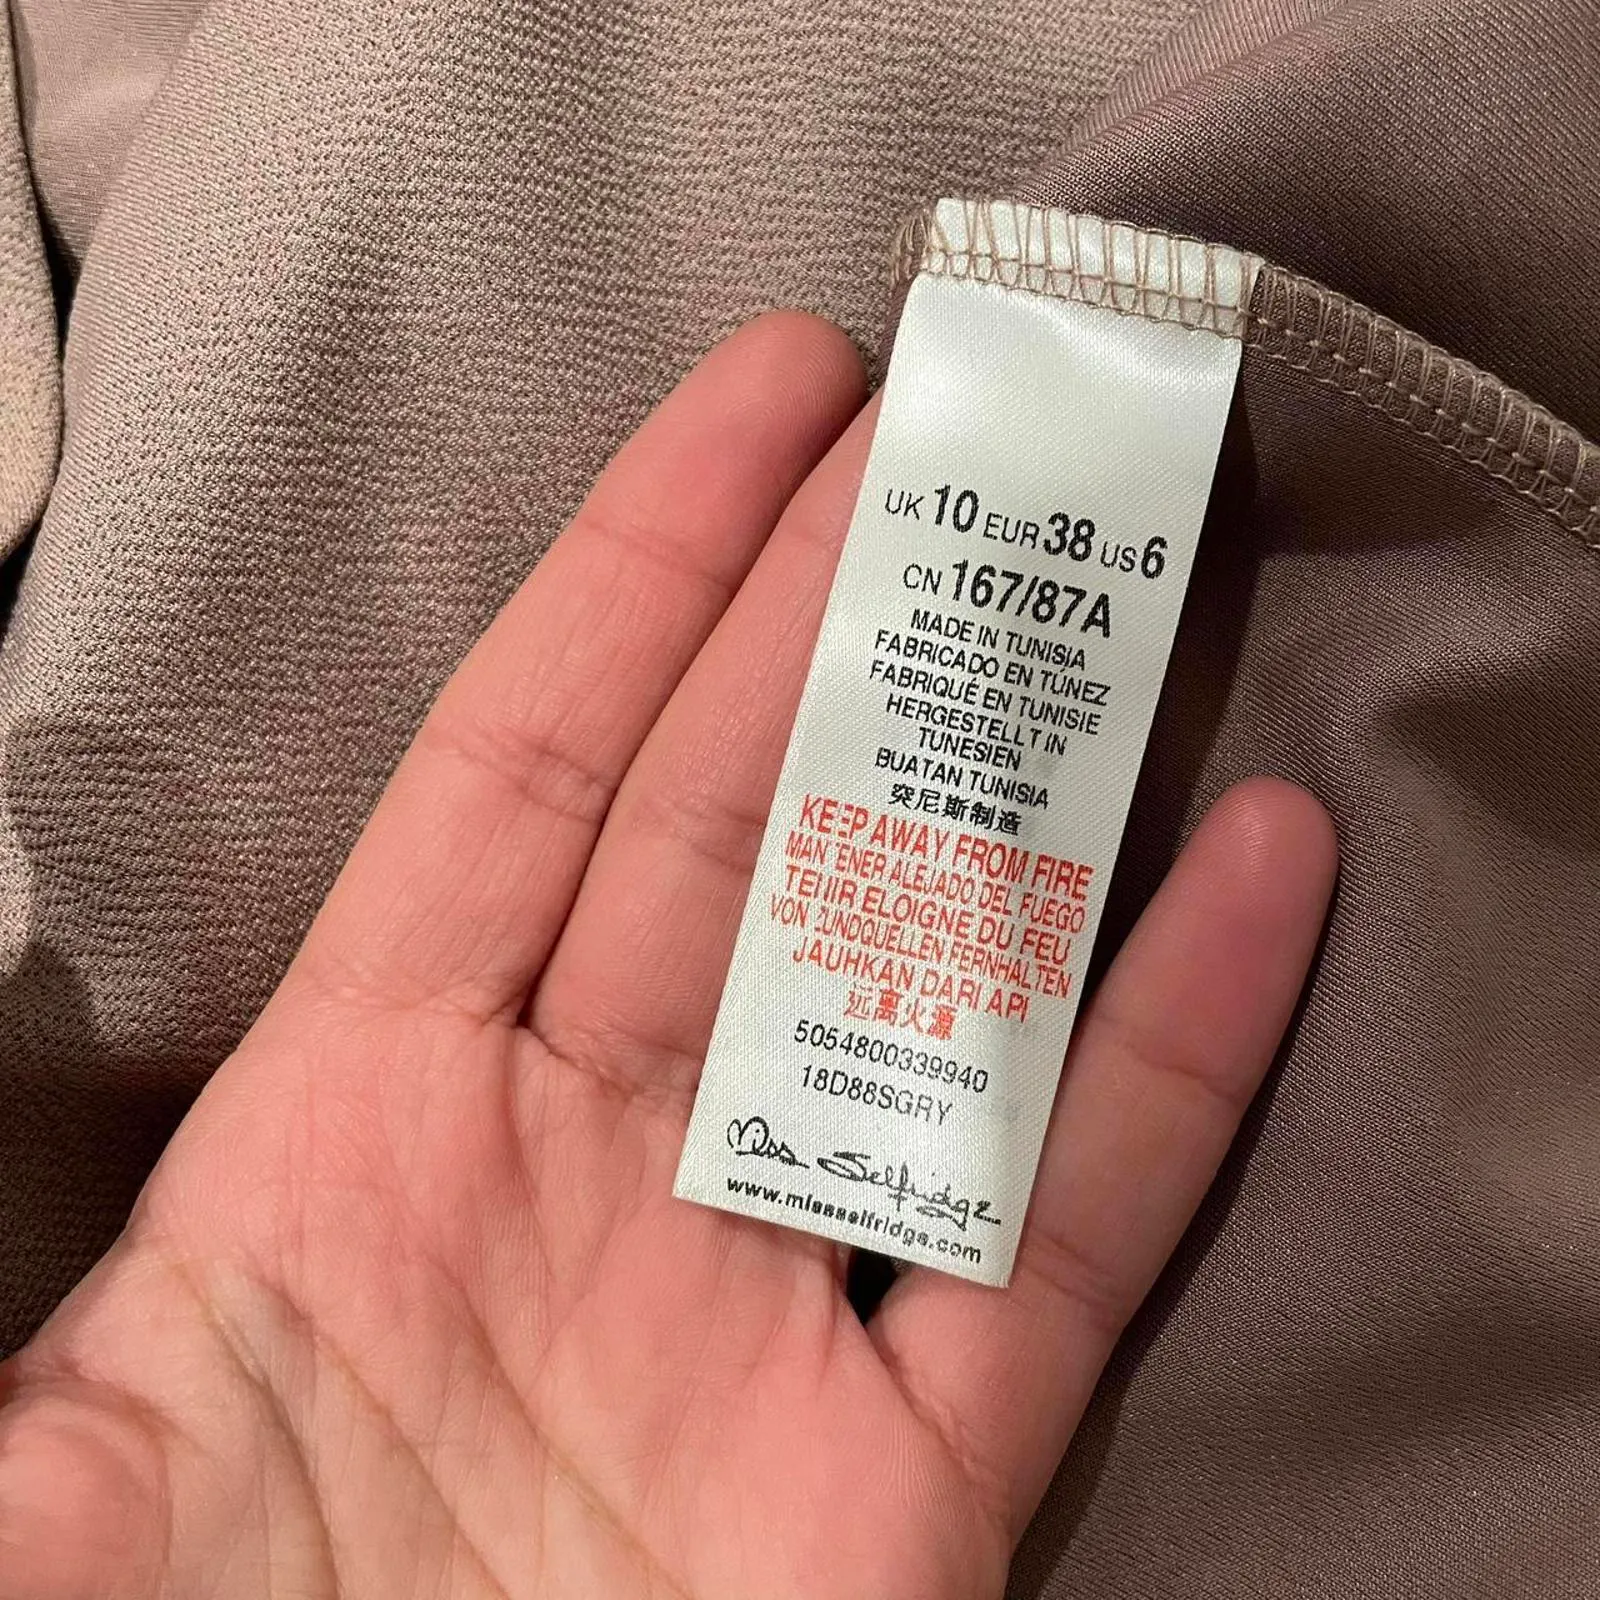 UK 10 EUR 38 US 6
CN 167/87A
MADE IN TUNISIA
FABRICADO EN TÚNEZ
FABRIQUÉ EN TUNISIE
HERGESTELLT IN
TUNESIEN
BUATAN TUNISIA
突尼斯制造
KEEP AWAY FROM FIRE
MANTENER ALEJADO DEL FUEGO
TENIR ELOIGNE DU FEU
VON ZUNDQUELLEN FERNHALTEN
JAUHKAN DARI API
远离火源
5054800339940
18D88SGRY
Miss Selfridge
www.missselfridge.com